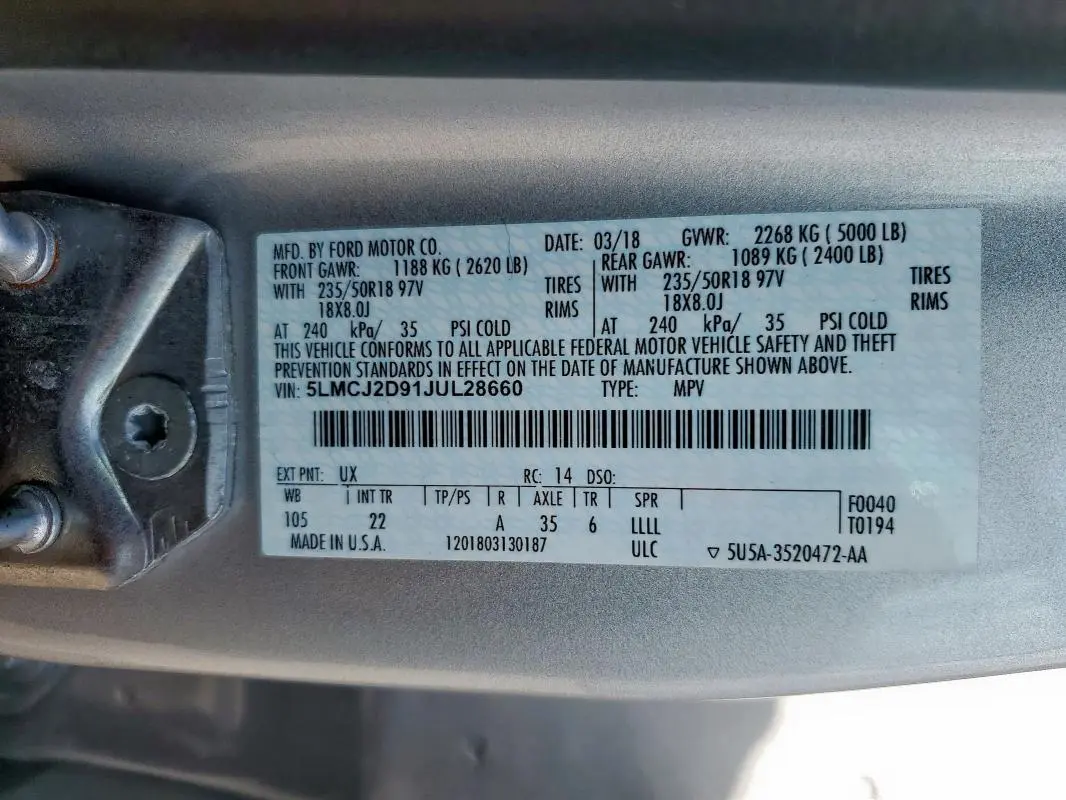 MFD. BY FORD MOTOR CO. DATE: 03/18 GVWR: 2268 KG ( 5000 LB)
FRONT GAWR: 1188 KG ( 2620 LB) REAR GAWR: 1089 KG ( 2400 LB)
WITH 235/50R18 97V TIRES WITH 235/50R18 97V TIRES
18X8.0J RIMS 18X8.0J RIMS
AT 240 kPa/ 35 PSI COLD AT 240 kPa/ 35 PSI COLD
THIS VEHICLE CONFORMS TO ALL APPLICABLE FEDERAL MOTOR VEHICLE SAFETY AND THEFT
PREVENTION STANDARDS IN EFFECT ON THE DATE OF MANUFACTURE SHOWN ABOVE.
VIN: 5LMCJ2D91JUL28660 TYPE: MPV
EXT PNT: UX RC: 14 DSO:
WB INT TR TP/PS R AXLE TR SPR F0040
105 22 A 35 6 LLLL T0194
MADE IN U.S.A. 1201803130187 ULC ▽ 5U5A-3520472-AA